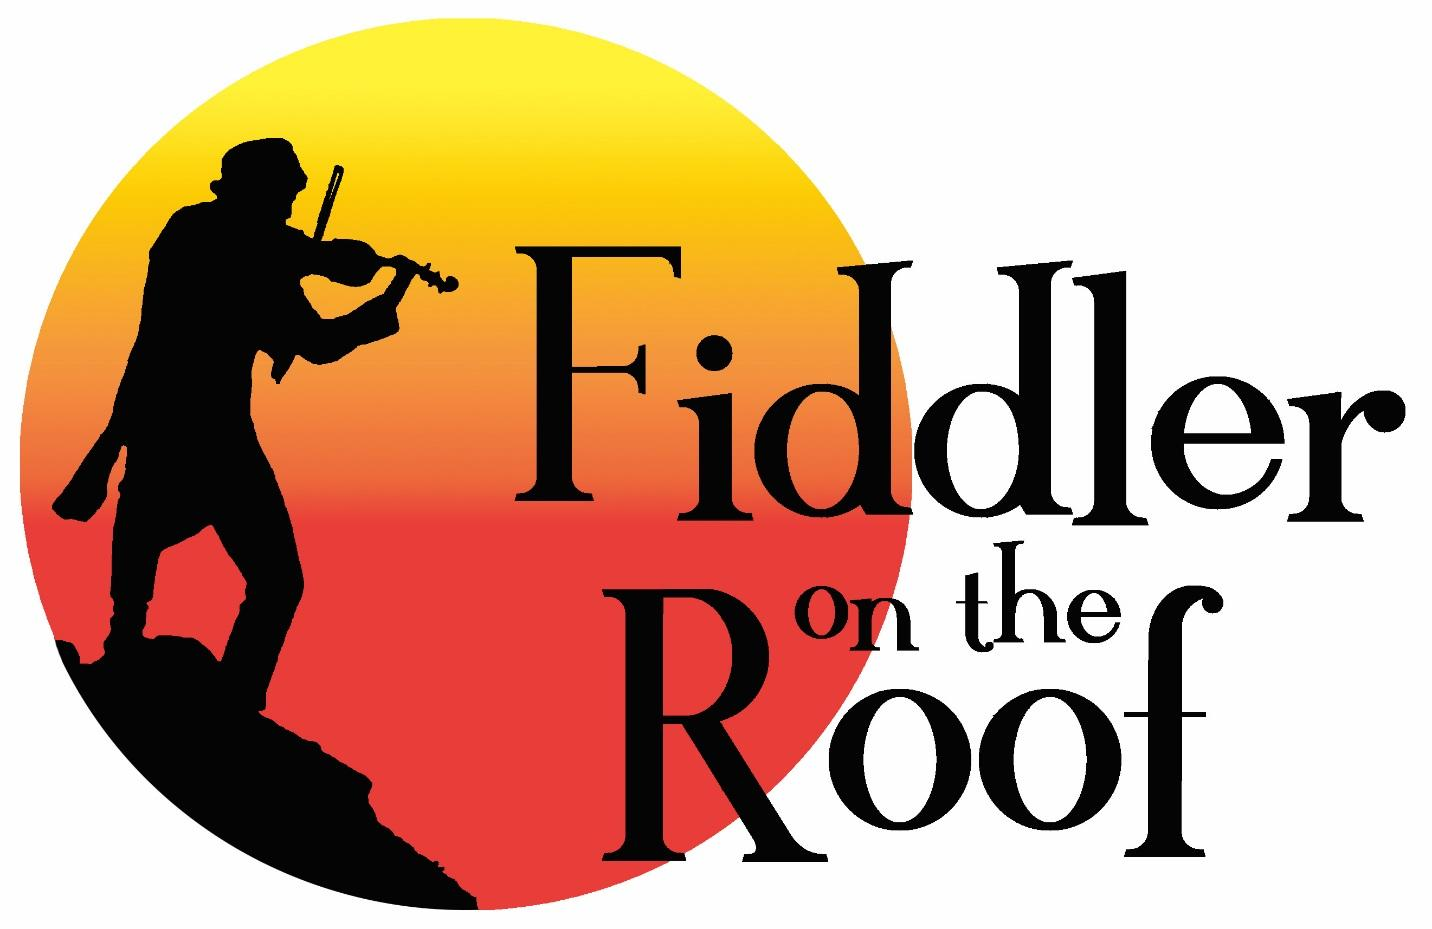 Fiddler
on the
Roof